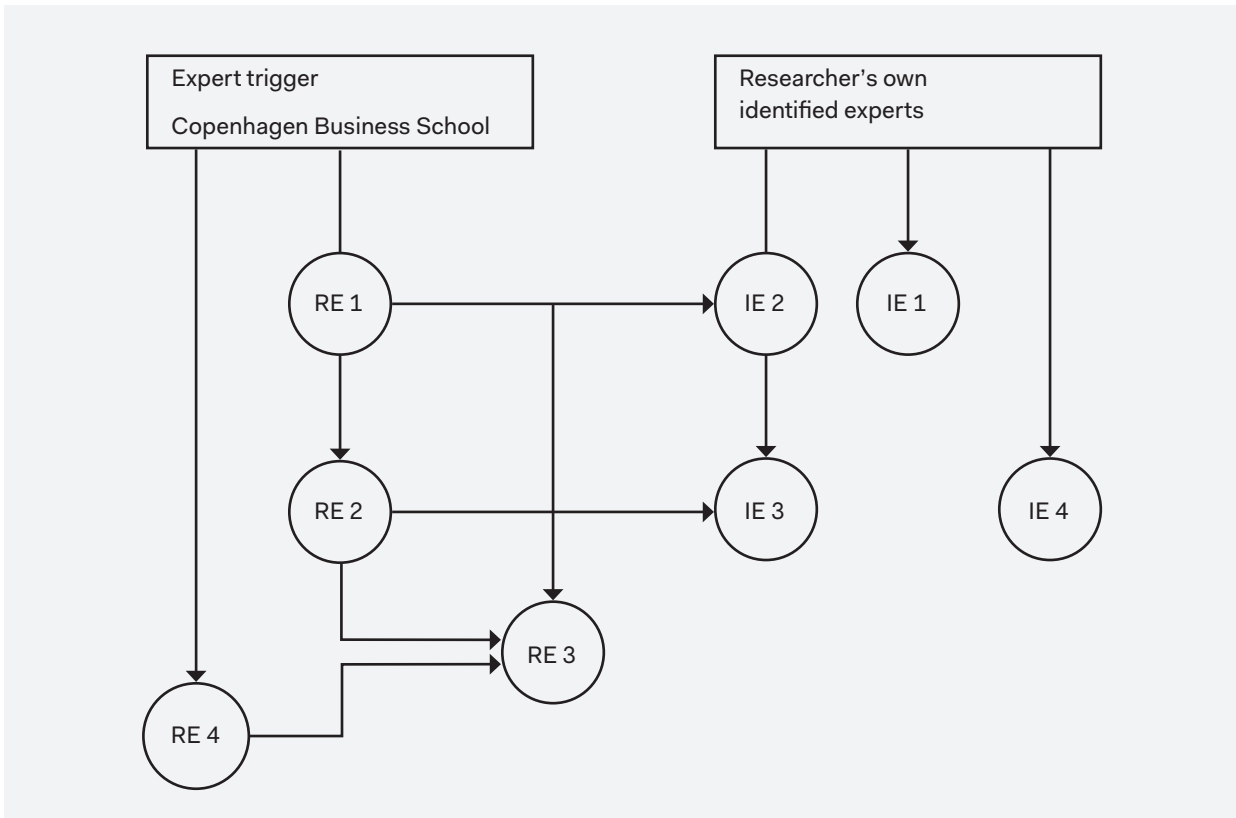 Expert trigger
Copenhagen Business School
Researcher’s own
identified experts
RE 1
IE 2
IE 1
RE 2
IE 3
IE 4
RE 3
RE 4